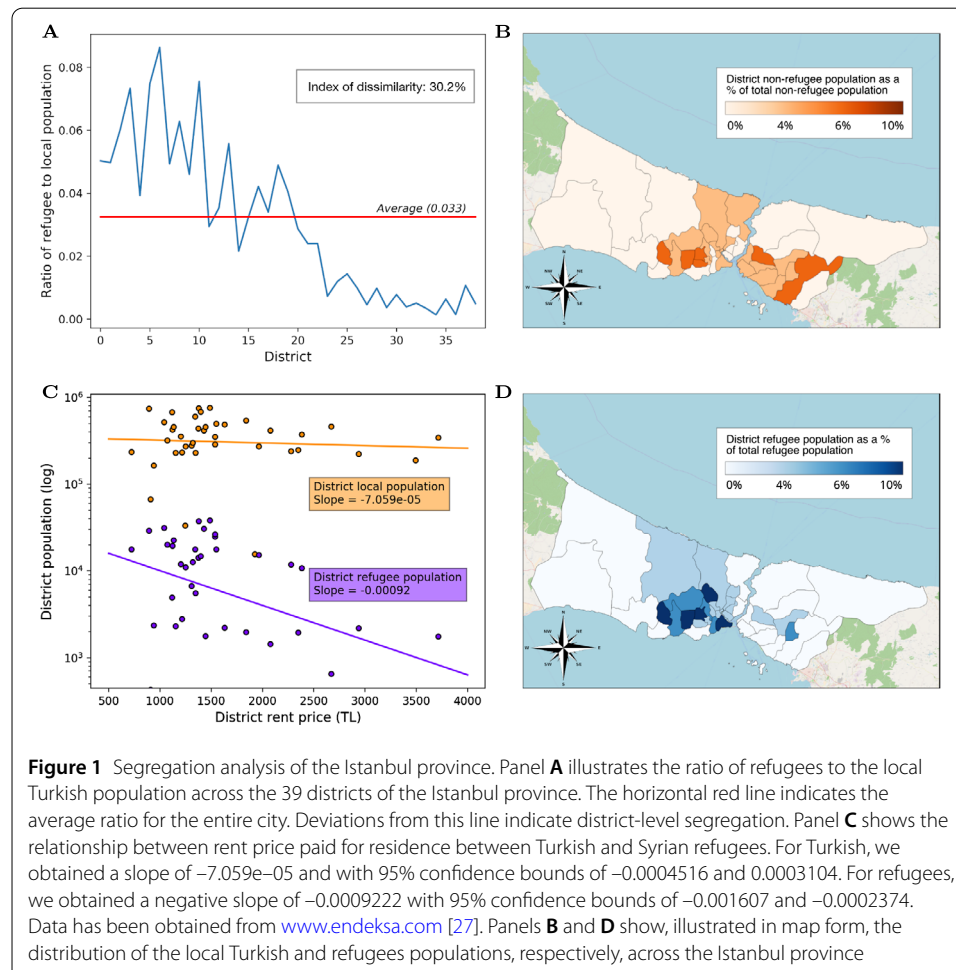 A
Ratio of refugee to local population
0.08
0.06
0.04
0.02
0.00
Index of dissimilarity: 30.2%
Average (0.033)
0 5 10 15 20 25 30 35
District
B
District non-refugee population as a
% of total non-refugee population
0% 4% 6% 10%
N
NW NE
W E
SW SE
S
C
District population (log)
10^6
10^5
10^4
10^3
District local population
Slope = -7.059e-05
District refugee population
Slope = -0.00092
500 1000 1500 2000 2500 3000 3500 4000
District rent price (TL)
D
District refugee population as a %
of total refugee population
0% 4% 6% 10%
N
NW NE
W E
SW SE
S
Figure 1 Segregation analysis of the Istanbul province. Panel A illustrates the ratio of refugees to the local
Turkish population across the 39 districts of the Istanbul province. The horizontal red line indicates the
average ratio for the entire city. Deviations from this line indicate district-level segregation. Panel C shows the
relationship between rent price paid for residence between Turkish and Syrian refugees. For Turkish, we
obtained a slope of –7.059e–05 and with 95% confidence bounds of –0.0004516 and 0.0003104. For refugees,
we obtained a negative slope of –0.0009222 with 95% confidence bounds of –0.001607 and –0.0002374.
Data has been obtained from www.endeksa.com [27]. Panels B and D show, illustrated in map form, the
distribution of the local Turkish and refugees populations, respectively, across the Istanbul province